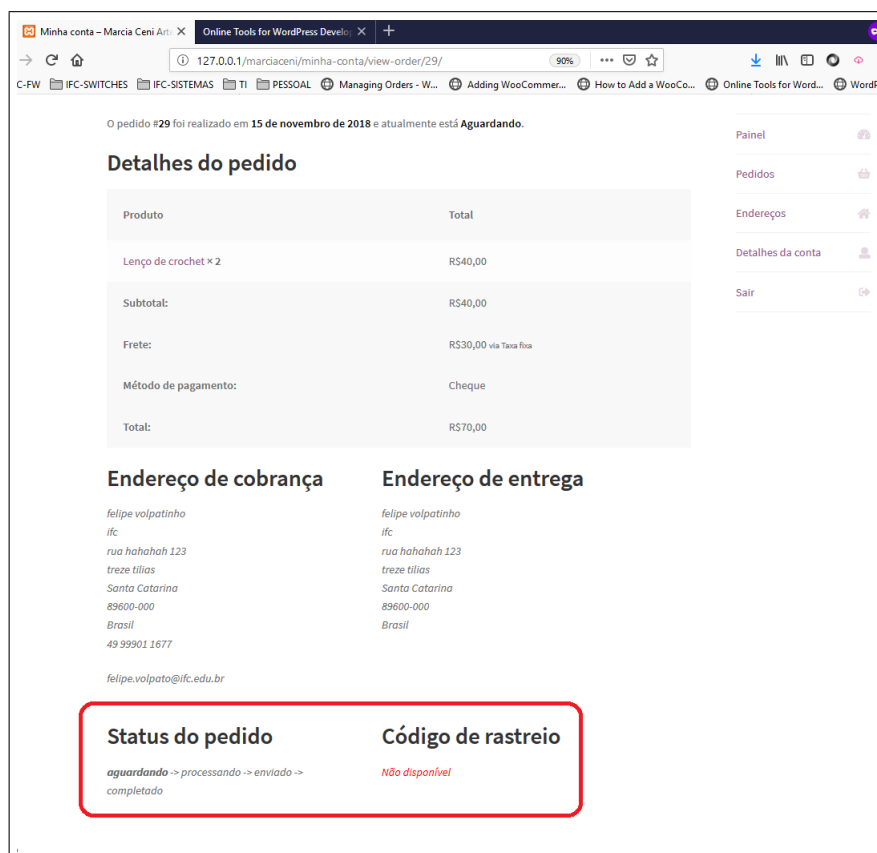 Minha conta – Marcia Ceni Arte
Online Tools for WordPress Develop
127.0.0.1/marciaceni/minha-conta/view-order/29/
90%
C-FW IFC-SWITCHES IFC-SISTEMAS TI PESSOAL Managing Orders - W... Adding WooCommer... How to Add a WooCo... Online Tools for Word... WordP
O pedido #29 foi realizado em 15 de novembro de 2018 e atualmente está Aguardando.
Detalhes do pedido
Produto Total
Lenço de crochet × 2 R$40,00
Subtotal: R$40,00
Frete: R$30,00 via Taxa fixa
Método de pagamento: Cheque
Total: R$70,00
Painel
Pedidos
Endereços
Detalhes da conta
Sair
Endereço de cobrança
felipe volpatinho
ifc
rua hahahah 123
treze tilias
Santa Catarina
89600-000
Brasil
49 99901 1677
felipe.volpato@ifc.edu.br
Endereço de entrega
felipe volpatinho
ifc
rua hahahah 123
treze tilias
Santa Catarina
89600-000
Brasil
Status do pedido
aguardando -> processando -> enviado ->
completado
Código de rastreio
Não disponível